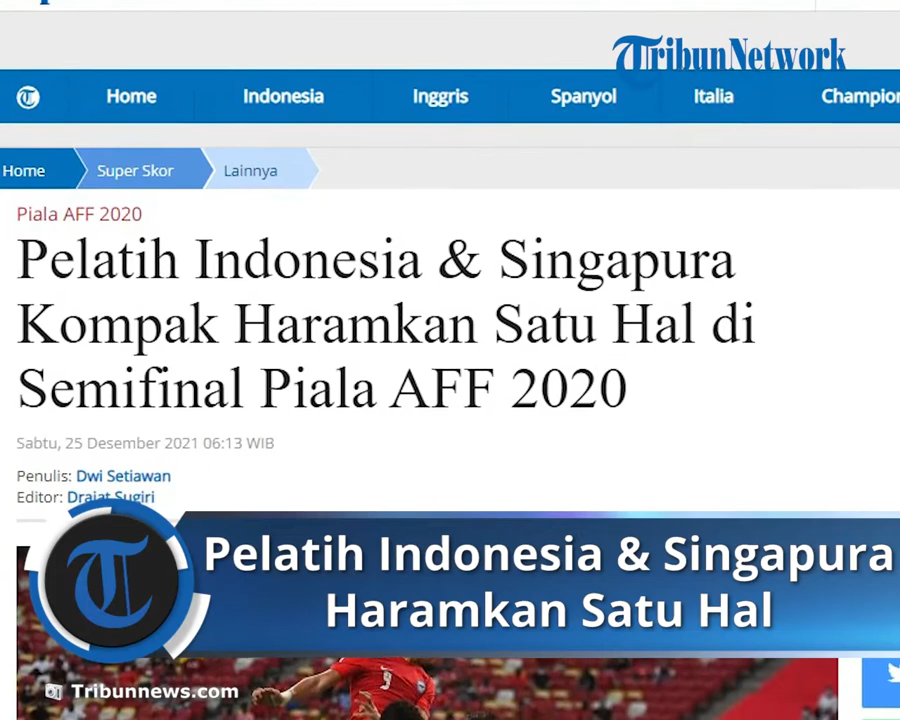 TribunNetwork
Home Indonesia Inggris Spanyol Italia Champion
Home Super Skor Lainnya
Piala AFF 2020
Pelatih Indonesia & Singapura
Kompak Haramkan Satu Hal di
Semifinal Piala AFF 2020
Sabtu, 25 Desember 2021 06:13 WIB
Penulis: Dwi Setiawan
Editor: Drajat Sugiri
Pelatih Indonesia & Singapura
Haramkan Satu Hal
9
Tribunnews.com